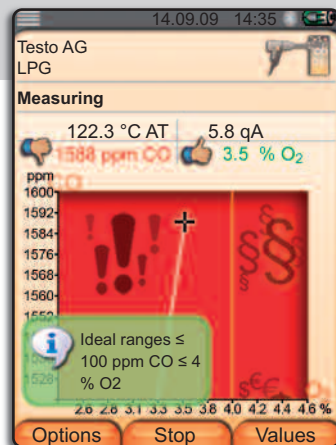 14.09.09 14:35
Testo AG
LPG
Measuring
122.3 °C AT 5.8 qA
1588 ppm CO 3.5 % O₂
ppm
1600
1592
1584
1576
1568
1560
1528
Ideal ranges ≤
100 ppm CO ≤ 4
% O2
2.6 2.8 3.1 3.3 3.5 3.8 4.0 4.2 4.4 4.6 %
Options Stop Values